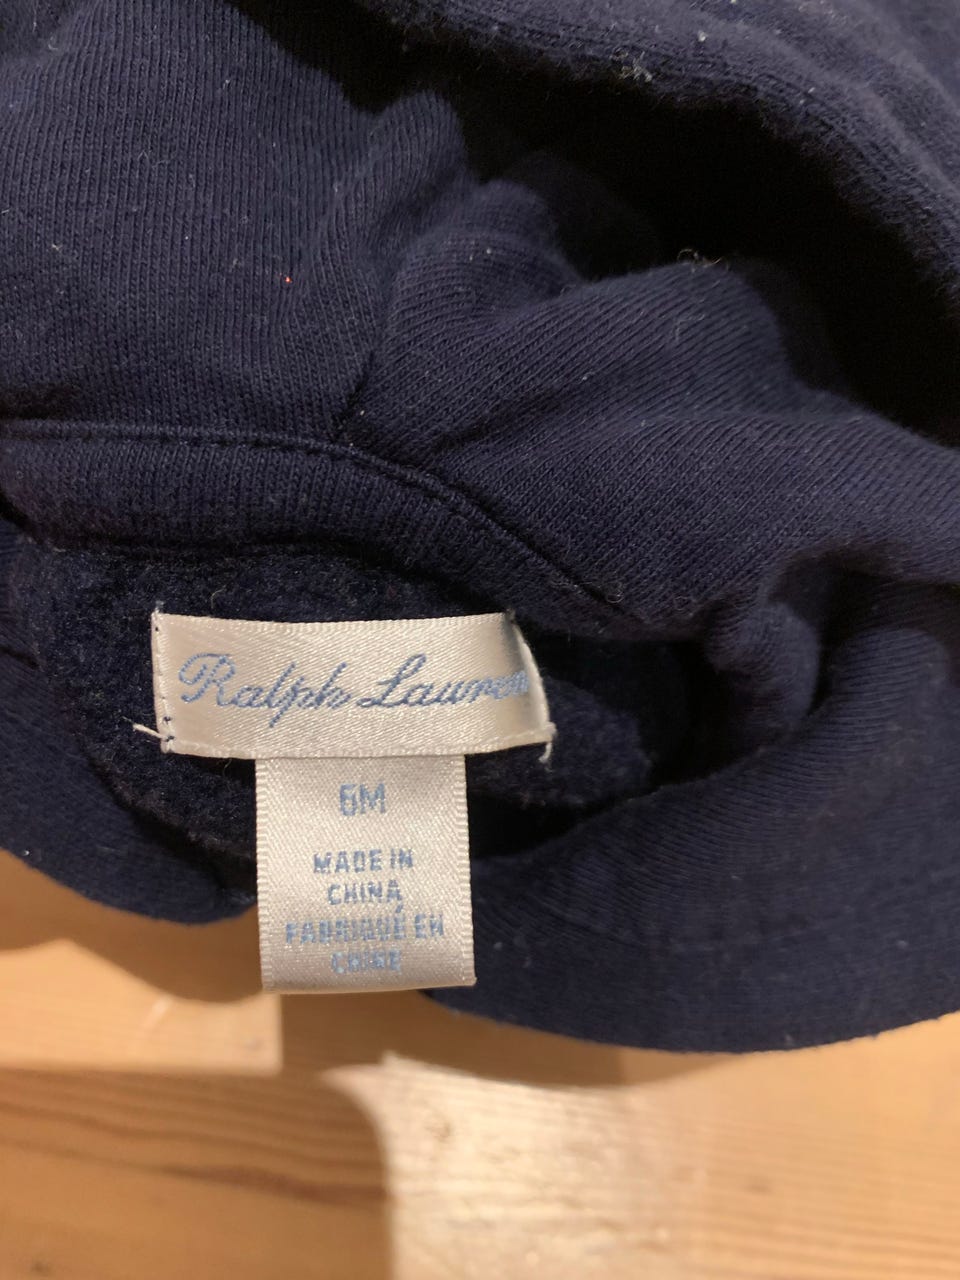 Ralph Lauren
6M
MADE IN
CHINA
FABRIQUÉ EN
CHINE